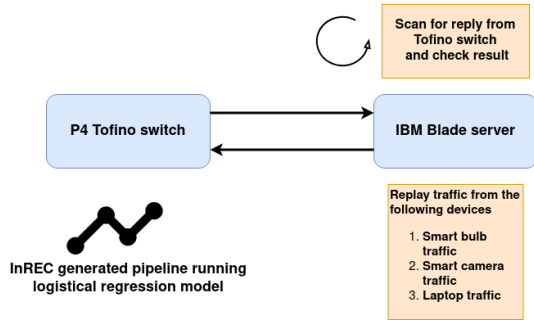 Scan for reply from
Tofino switch
and check result
P4 Tofino switch
IBM Blade server
Replay traffic from the
following devices
1. Smart bulb
traffic
2. Smart camera
traffic
3. Laptop traffic
InREC generated pipeline running
logistical regression model